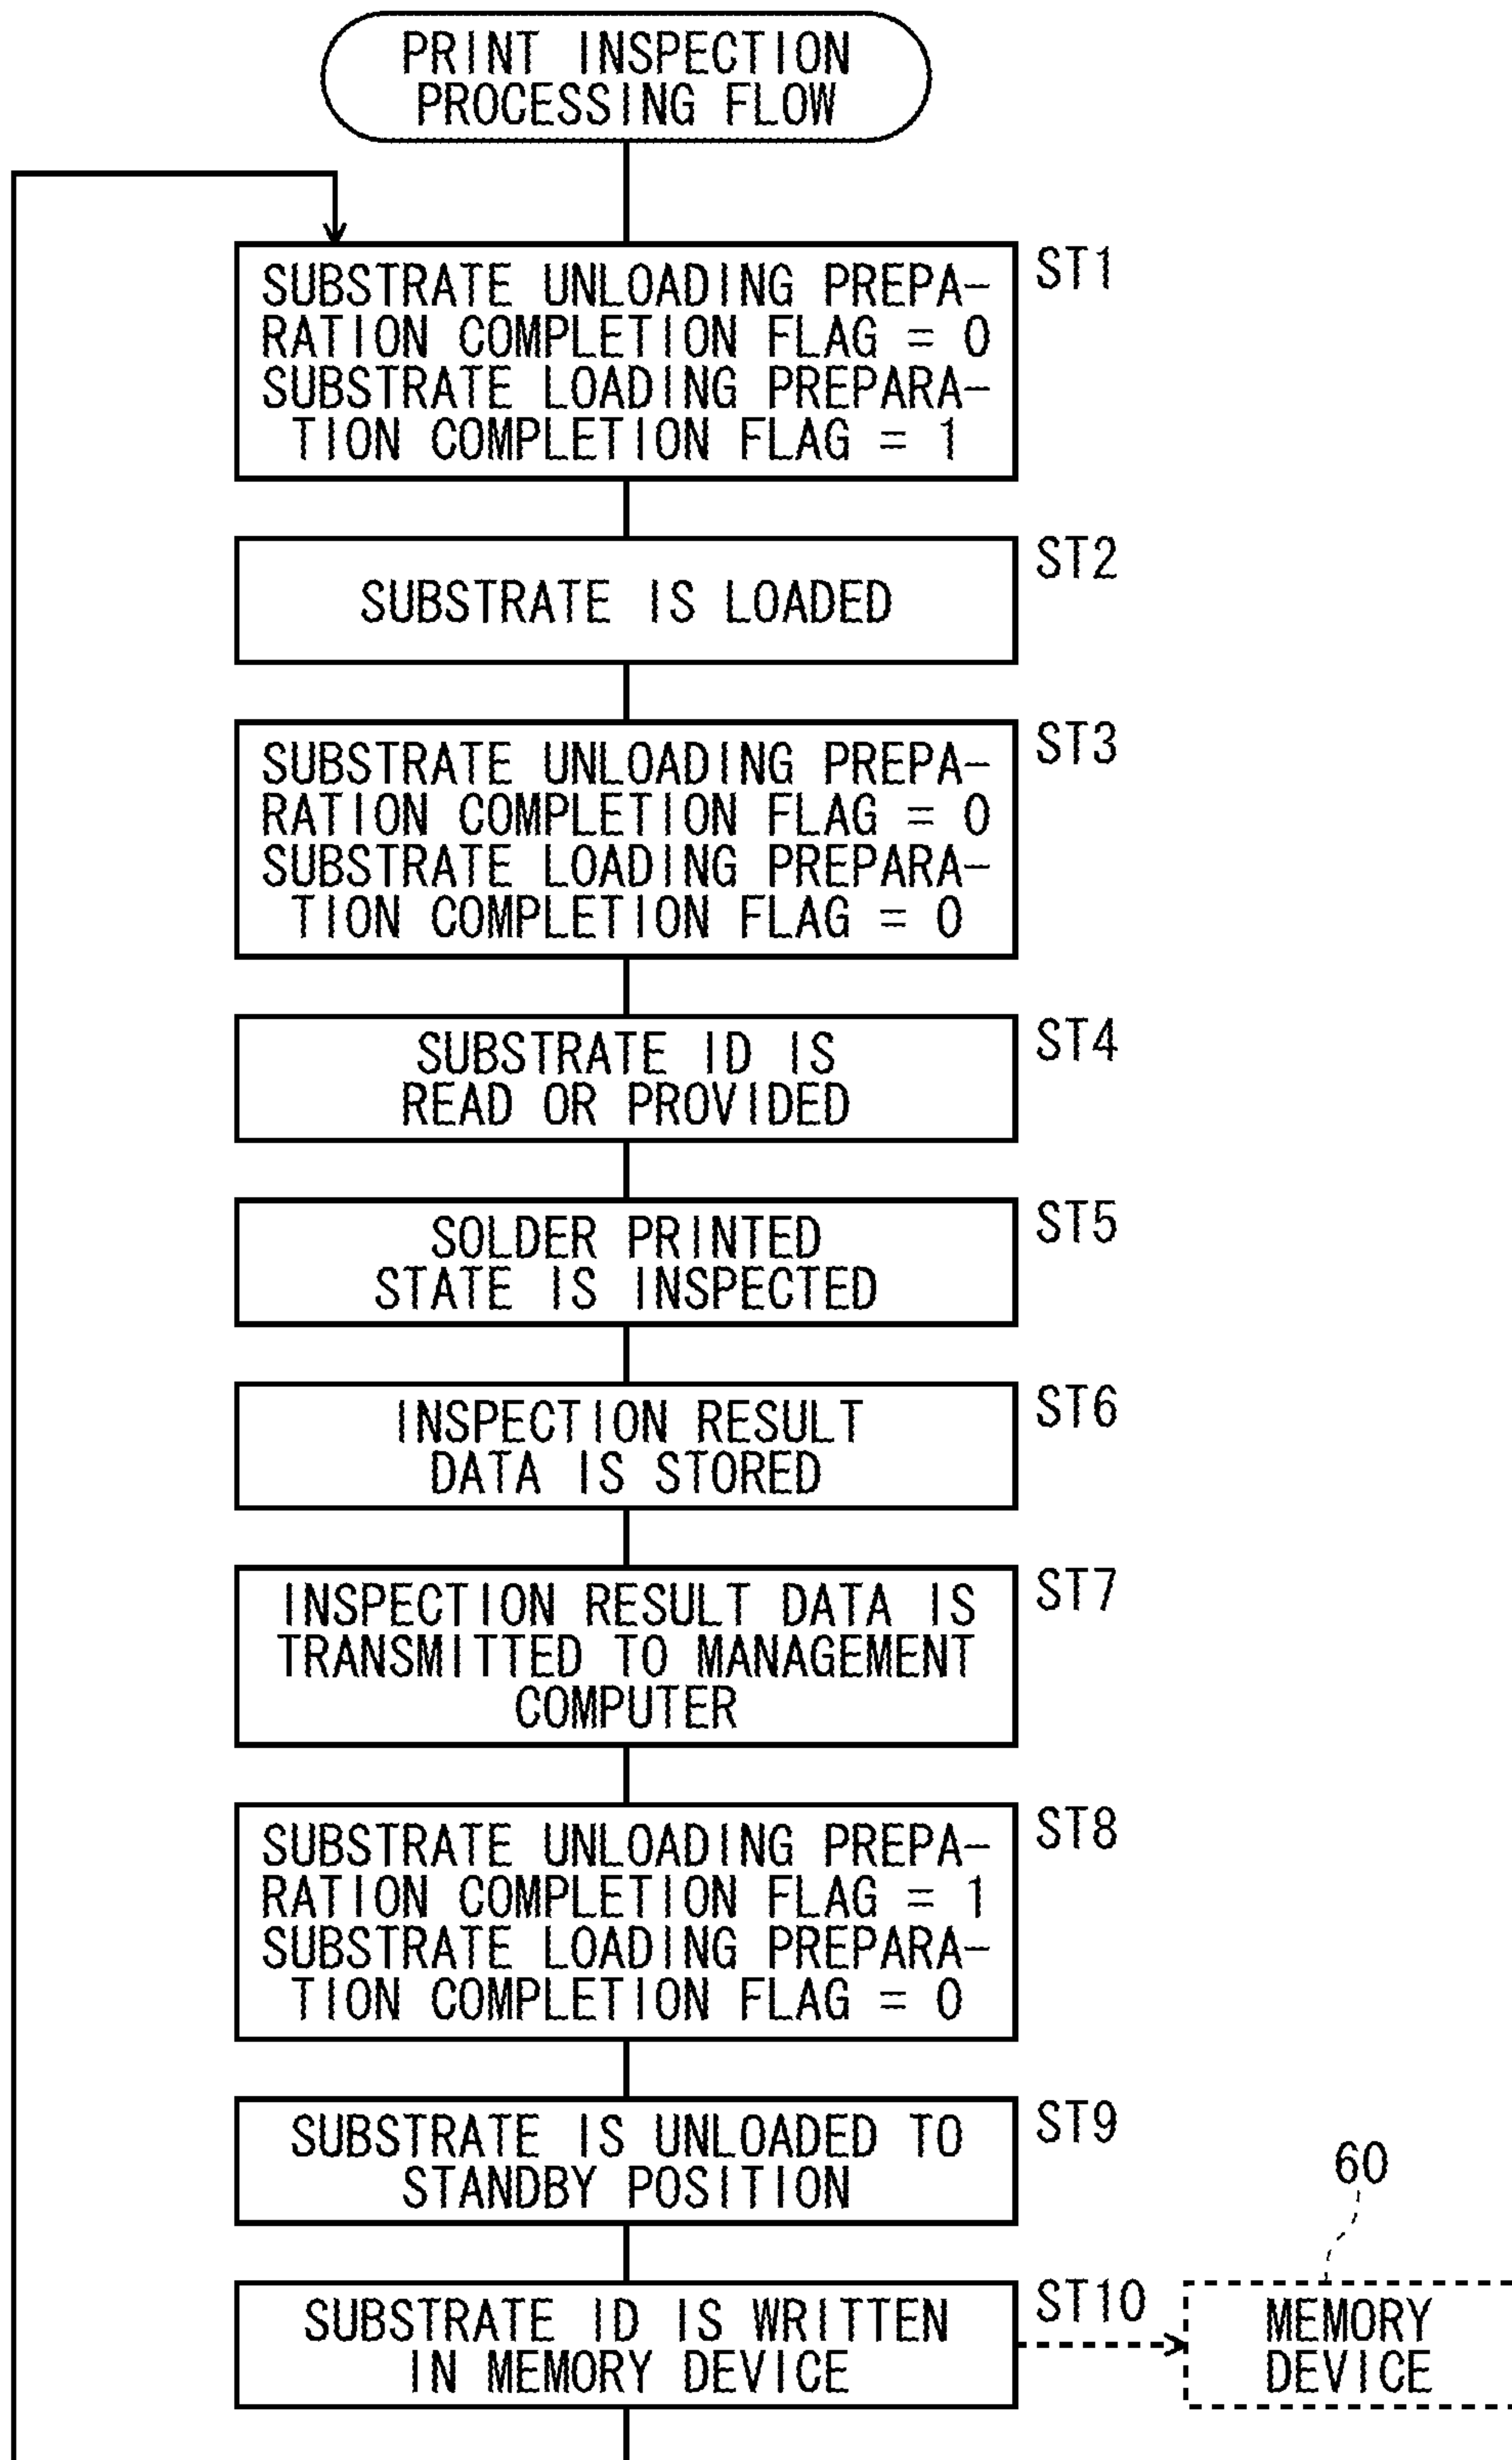 PRINT INSPECTION
PROCESSING FLOW
ST1
SUBSTRATE UNLOADING PREPA-
RATION COMPLETION FLAG = 0
SUBSTRATE LOADING PREPARA-
TION COMPLETION FLAG = 1
ST2
SUBSTRATE IS LOADED
ST3
SUBSTRATE UNLOADING PREPA-
RATION COMPLETION FLAG = 0
SUBSTRATE LOADING PREPARA-
TION COMPLETION FLAG = 0
ST4
SUBSTRATE ID IS
READ OR PROVIDED
ST5
SOLDER PRINTED
STATE IS INSPECTED
ST6
INSPECTION RESULT
DATA IS STORED
ST7
INSPECTION RESULT DATA IS
TRANSMITTED TO MANAGEMENT
COMPUTER
ST8
SUBSTRATE UNLOADING PREPA-
RATION COMPLETION FLAG = 1
SUBSTRATE LOADING PREPARA-
TION COMPLETION FLAG = 0
ST9
SUBSTRATE IS UNLOADED TO
STANDBY POSITION
60
ST10
SUBSTRATE ID IS WRITTEN
IN MEMORY DEVICE
MEMORY
DEVICE